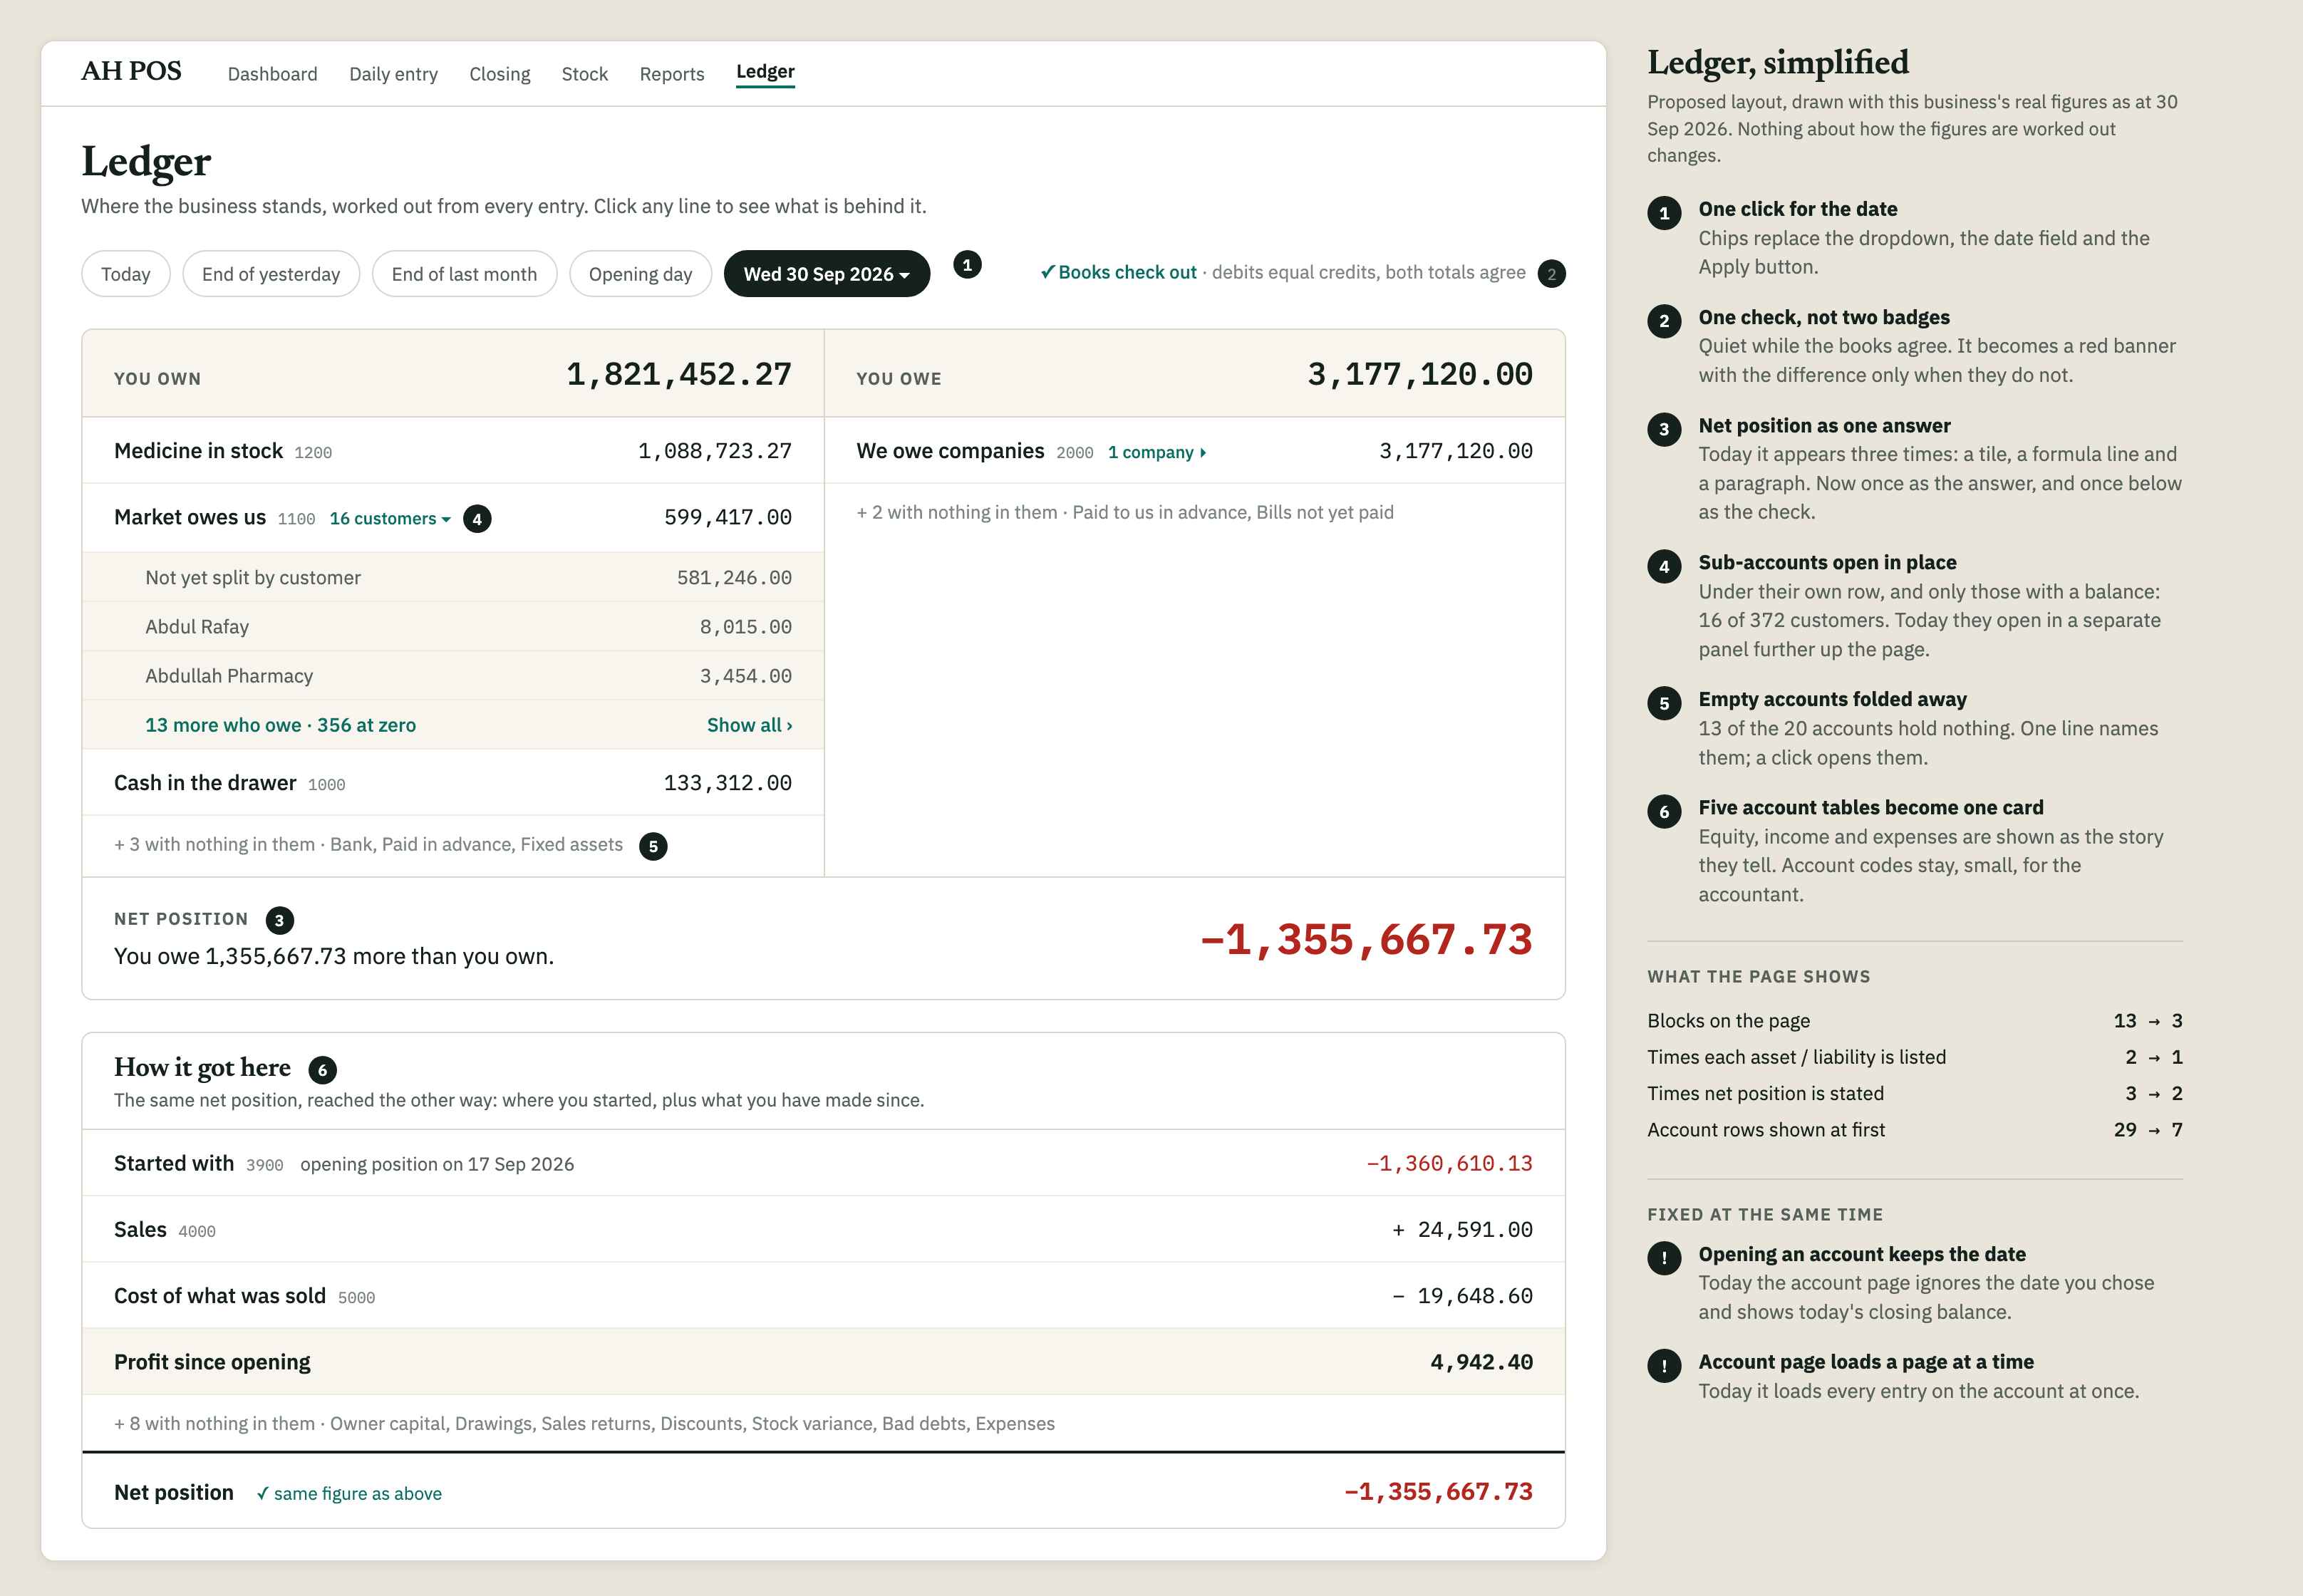 AH POS
Dashboard
Daily entry
Closing
Stock
Reports
Ledger
Ledger
Where the business stands, worked out from every entry. Click any line to see what is behind it.
Today
End of yesterday
End of last month
Opening day
Wed 30 Sep 2026
1
✓ Books check out · debits equal credits, both totals agree 2
YOU OWN 1,821,452.27
Medicine in stock 1200 1,088,723.27
Market owes us 1100 16 customers 4 599,417.00
Not yet split by customer 581,246.00
Abdul Rafay 8,015.00
Abdullah Pharmacy 3,454.00
13 more who owe · 356 at zero Show all ›
Cash in the drawer 1000 133,312.00
+ 3 with nothing in them · Bank, Paid in advance, Fixed assets 5
YOU OWE 3,177,120.00
We owe companies 2000 1 company 3,177,120.00
+ 2 with nothing in them · Paid to us in advance, Bills not yet paid
NET POSITION 3
You owe 1,355,667.73 more than you own.
−1,355,667.73
How it got here 6
The same net position, reached the other way: where you started, plus what you have made since.
Started with 3900 opening position on 17 Sep 2026 −1,360,610.13
Sales 4000 + 24,591.00
Cost of what was sold 5000 − 19,648.60
Profit since opening 4,942.40
+ 8 with nothing in them · Owner capital, Drawings, Sales returns, Discounts, Stock variance, Bad debts, Expenses
Net position ✓ same figure as above −1,355,667.73
Ledger, simplified
Proposed layout, drawn with this business's real figures as at 30
Sep 2026. Nothing about how the figures are worked out
changes.
1 One click for the date
Chips replace the dropdown, the date field and the
Apply button.
2 One check, not two badges
Quiet while the books agree. It becomes a red banner
with the difference only when they do not.
3 Net position as one answer
Today it appears three times: a tile, a formula line and
a paragraph. Now once as the answer, and once below
as the check.
4 Sub-accounts open in place
Under their own row, and only those with a balance:
16 of 372 customers. Today they open in a separate
panel further up the page.
5 Empty accounts folded away
13 of the 20 accounts hold nothing. One line names
them; a click opens them.
6 Five account tables become one card
Equity, income and expenses are shown as the story
they tell. Account codes stay, small, for the
accountant.
WHAT THE PAGE SHOWS
Blocks on the page 13 → 3
Times each asset / liability is listed 2 → 1
Times net position is stated 3 → 2
Account rows shown at first 29 → 7
FIXED AT THE SAME TIME
! Opening an account keeps the date
Today the account page ignores the date you chose
and shows today's closing balance.
! Account page loads a page at a time
Today it loads every entry on the account at once.